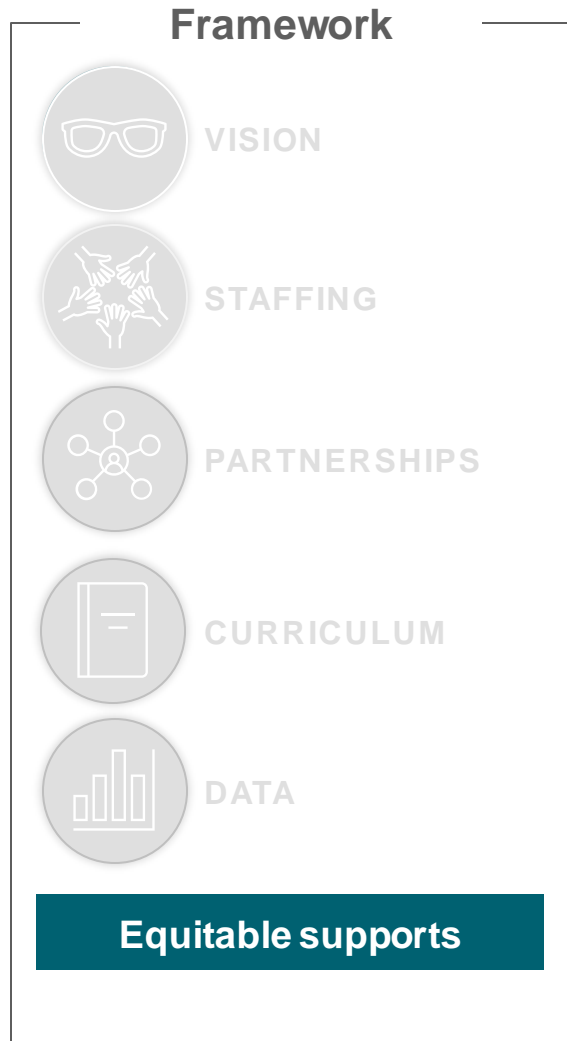 Framework
VISION
STAFFING
PARTNERSHIPS
CURRICULUM
DATA
Equitable supports